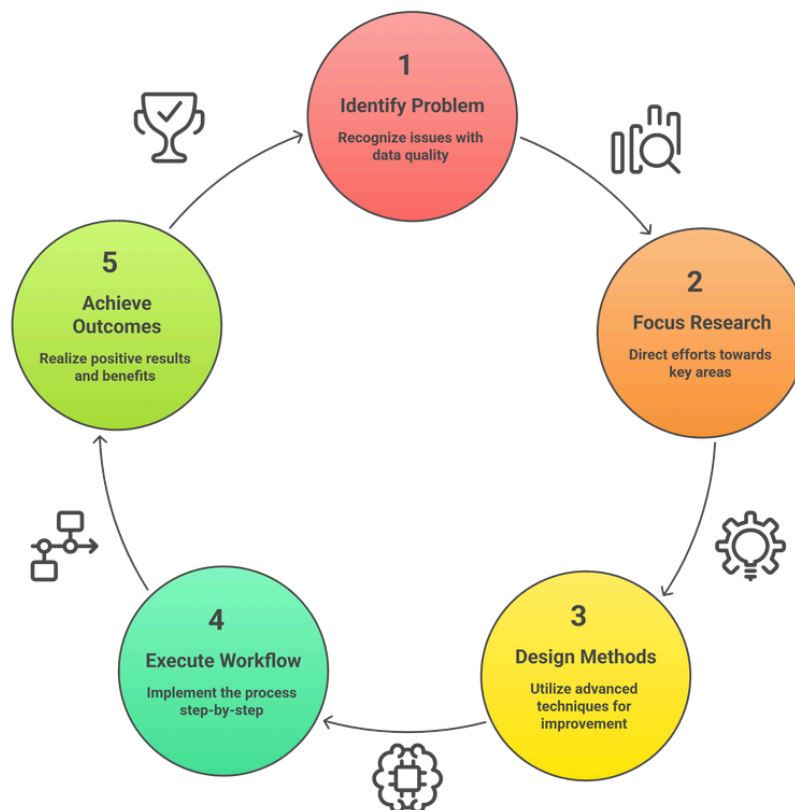 1
Identify Problem
Recognize issues with
data quality
2
Focus Research
Direct efforts towards
key areas
3
Design Methods
Utilize advanced
techniques for
improvement
4
Execute Workflow
Implement the process
step-by-step
5
Achieve
Outcomes
Realize positive results
and benefits